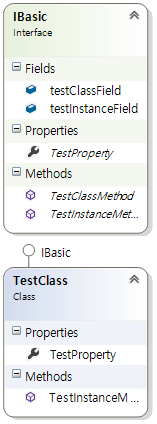 IBasic
Interface
Fields
testClassField
testInstanceField
Properties
TestProperty
Methods
TestClassMethod
TestInstanceMet...
IBasic
TestClass
Class
Properties
TestProperty
Methods
TestInstanceM...